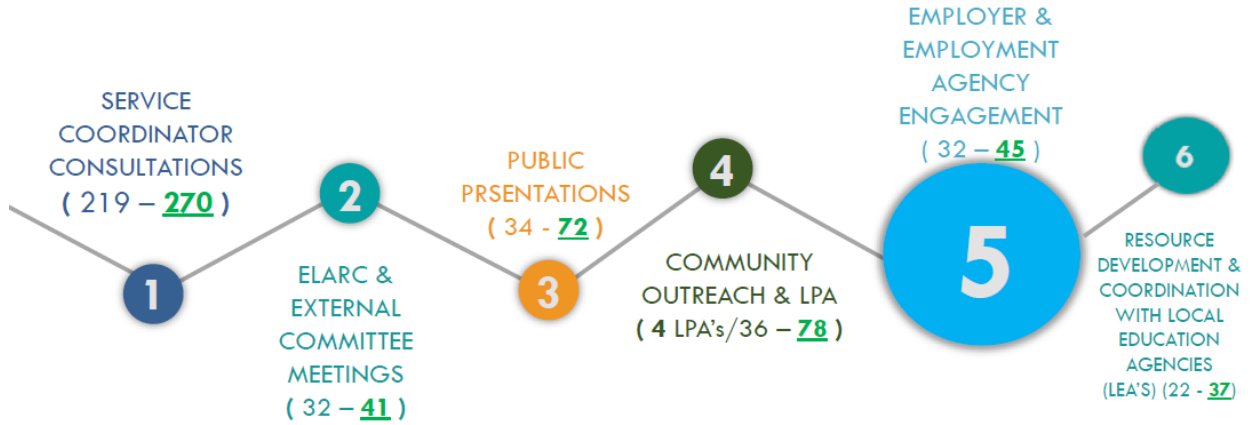 SERVICE
COORDINATOR
CONSULTATIONS
( 219 – 270 )
1
2
ELARC &
EXTERNAL
COMMITTEE
MEETINGS
( 32 – 41 )
PUBLIC
PRSENTATIONS
( 34 - 72 )
3
4
COMMUNITY
OUTREACH & LPA
( 4 LPA's/36 – 78 )
EMPLOYER &
EMPLOYMENT
AGENCY
ENGAGEMENT
( 32 – 45 )
5
6
RESOURCE
DEVELOPMENT &
COORDINATION
WITH LOCAL
EDUCATION
AGENCIES
(LEA'S) (22 - 37)